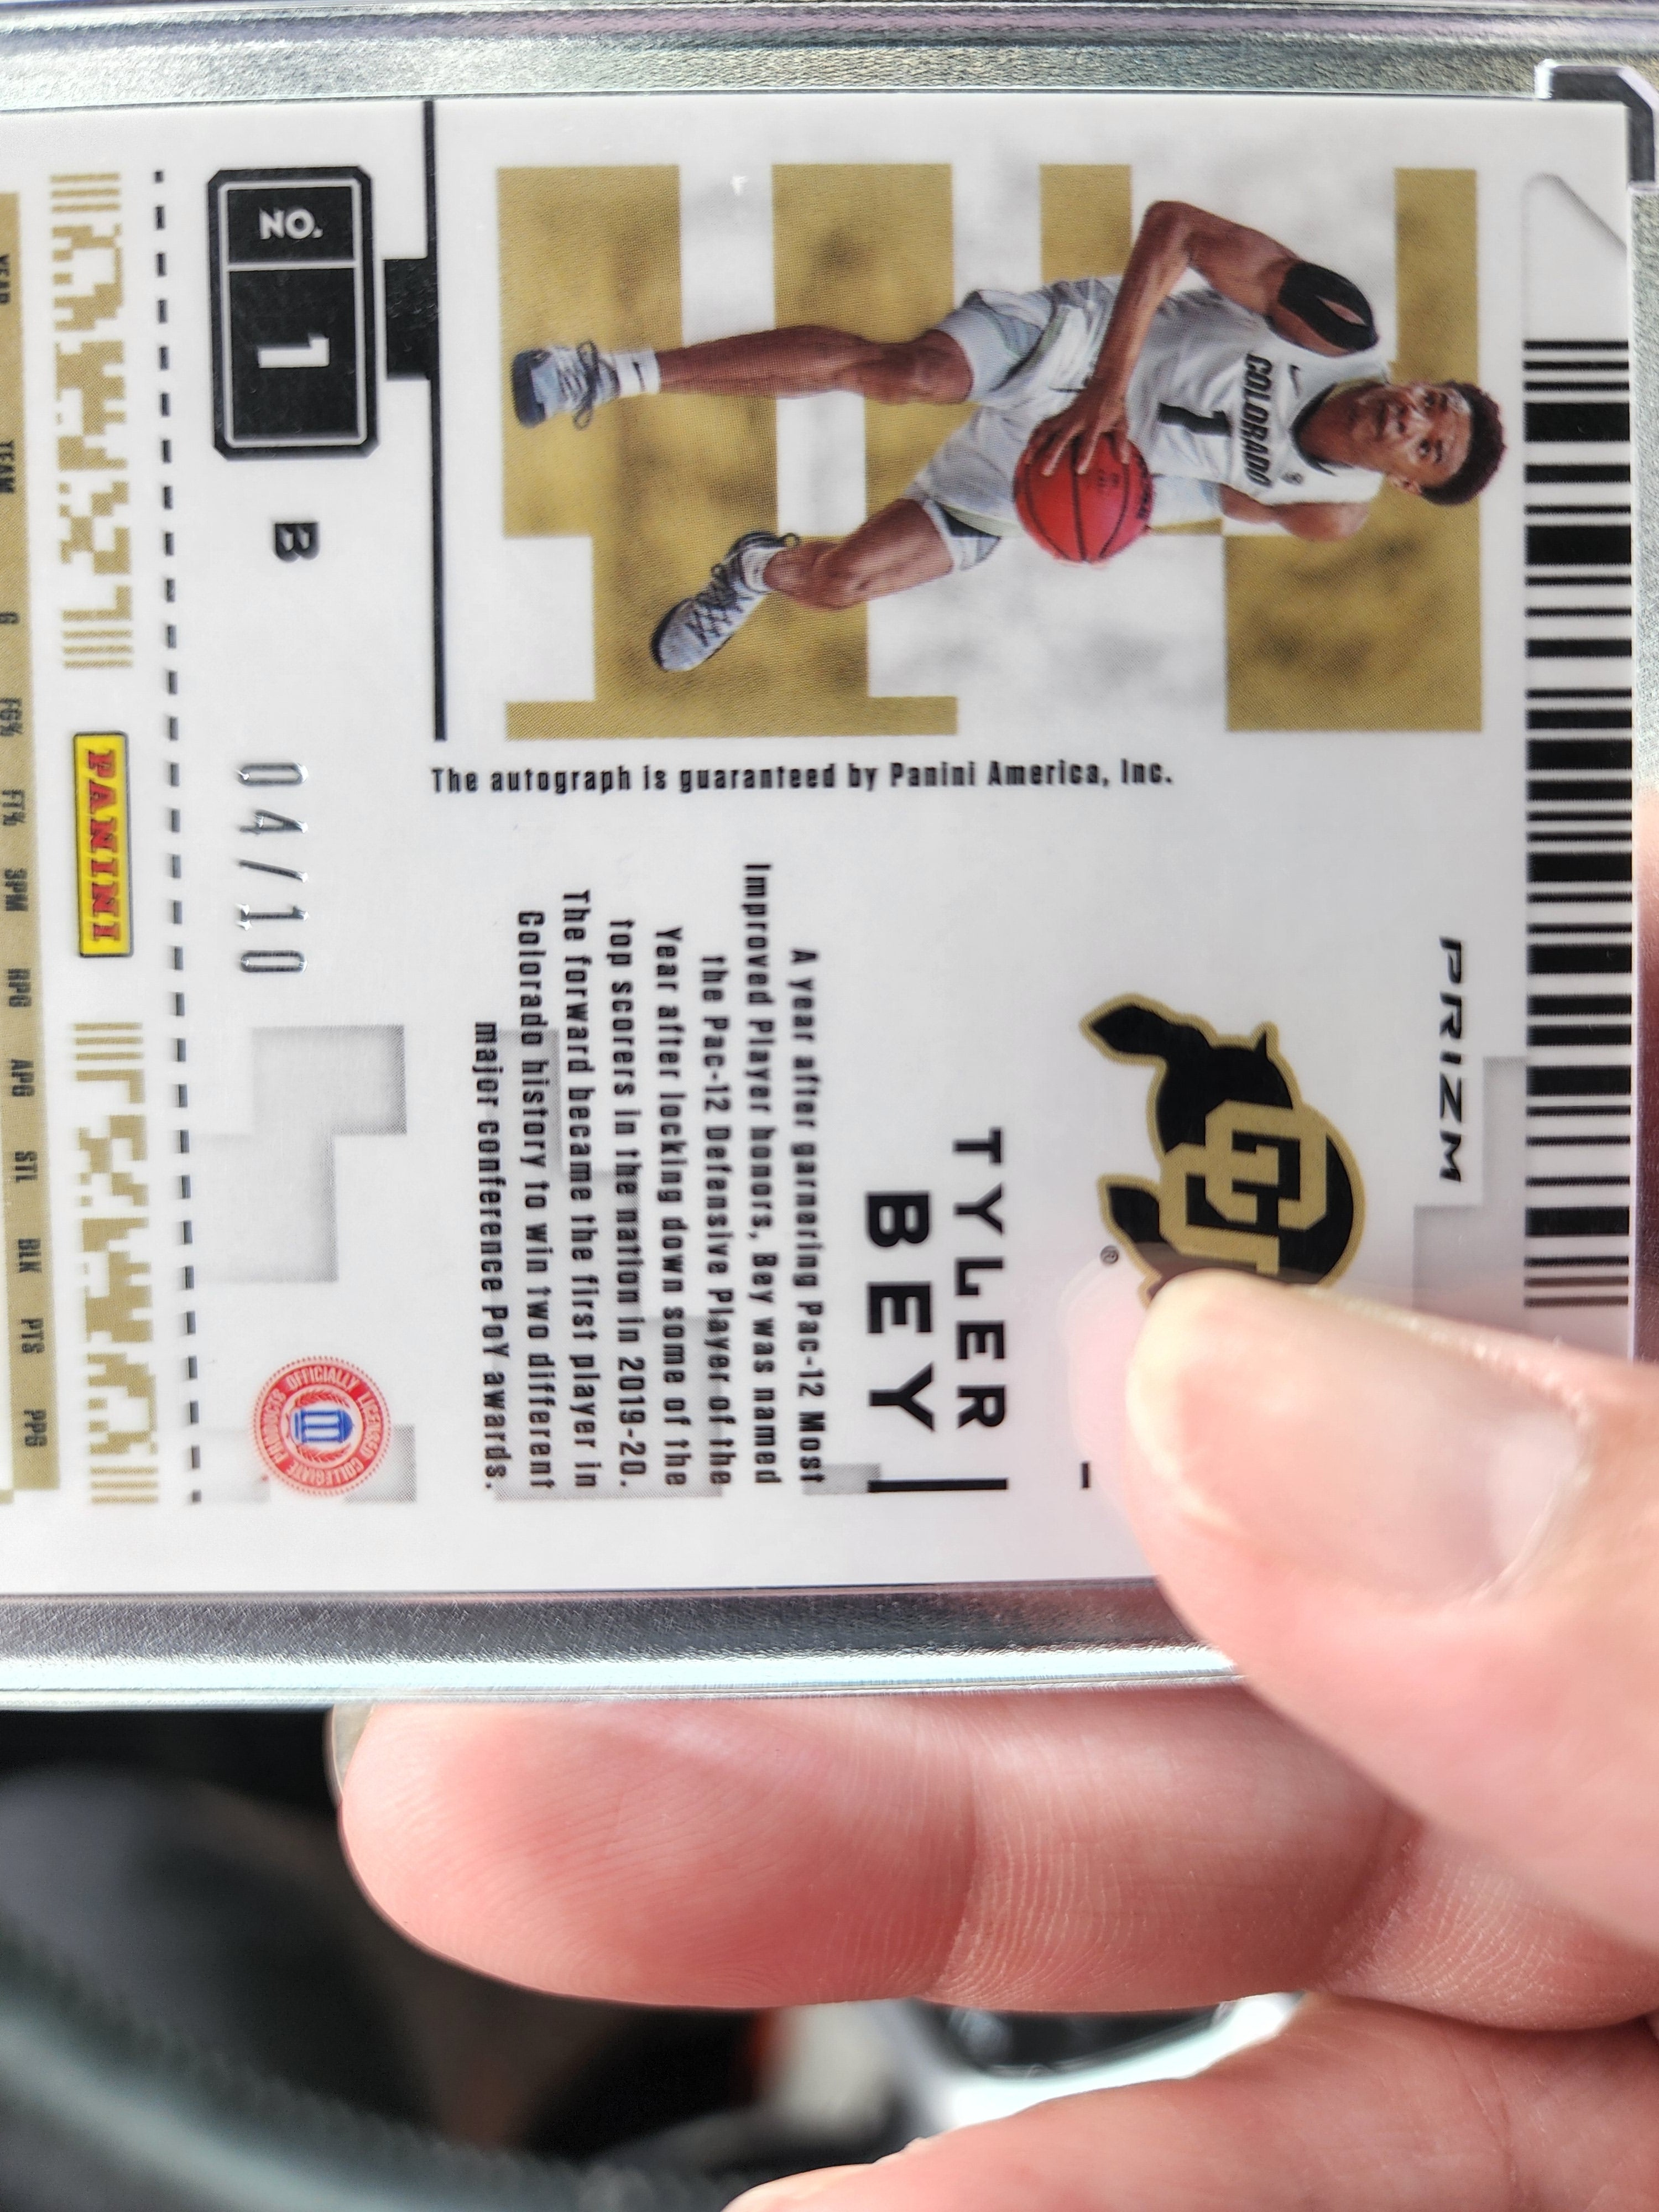 PRIZM
COLORADO
1
TYLER
BEY
A year after garnering Pac-12 Most
Improved Player honors, Bey was named
the Pac-12 Defensive Player of the
Year after locking down some of the
top scorers in the nation in 2019-20.
The forward became the first player in
Colorado history to win two different
major conference PoY awards.
The autograph is guaranteed by Panini America, Inc.
NO. 1
B
04/10
OFFICIALLY LICENSED COLLEGIATE PRODUCTS
PANINI
YEAR TEAM G FG% FT% 3PM RPG APG STL BLK PTS PPG